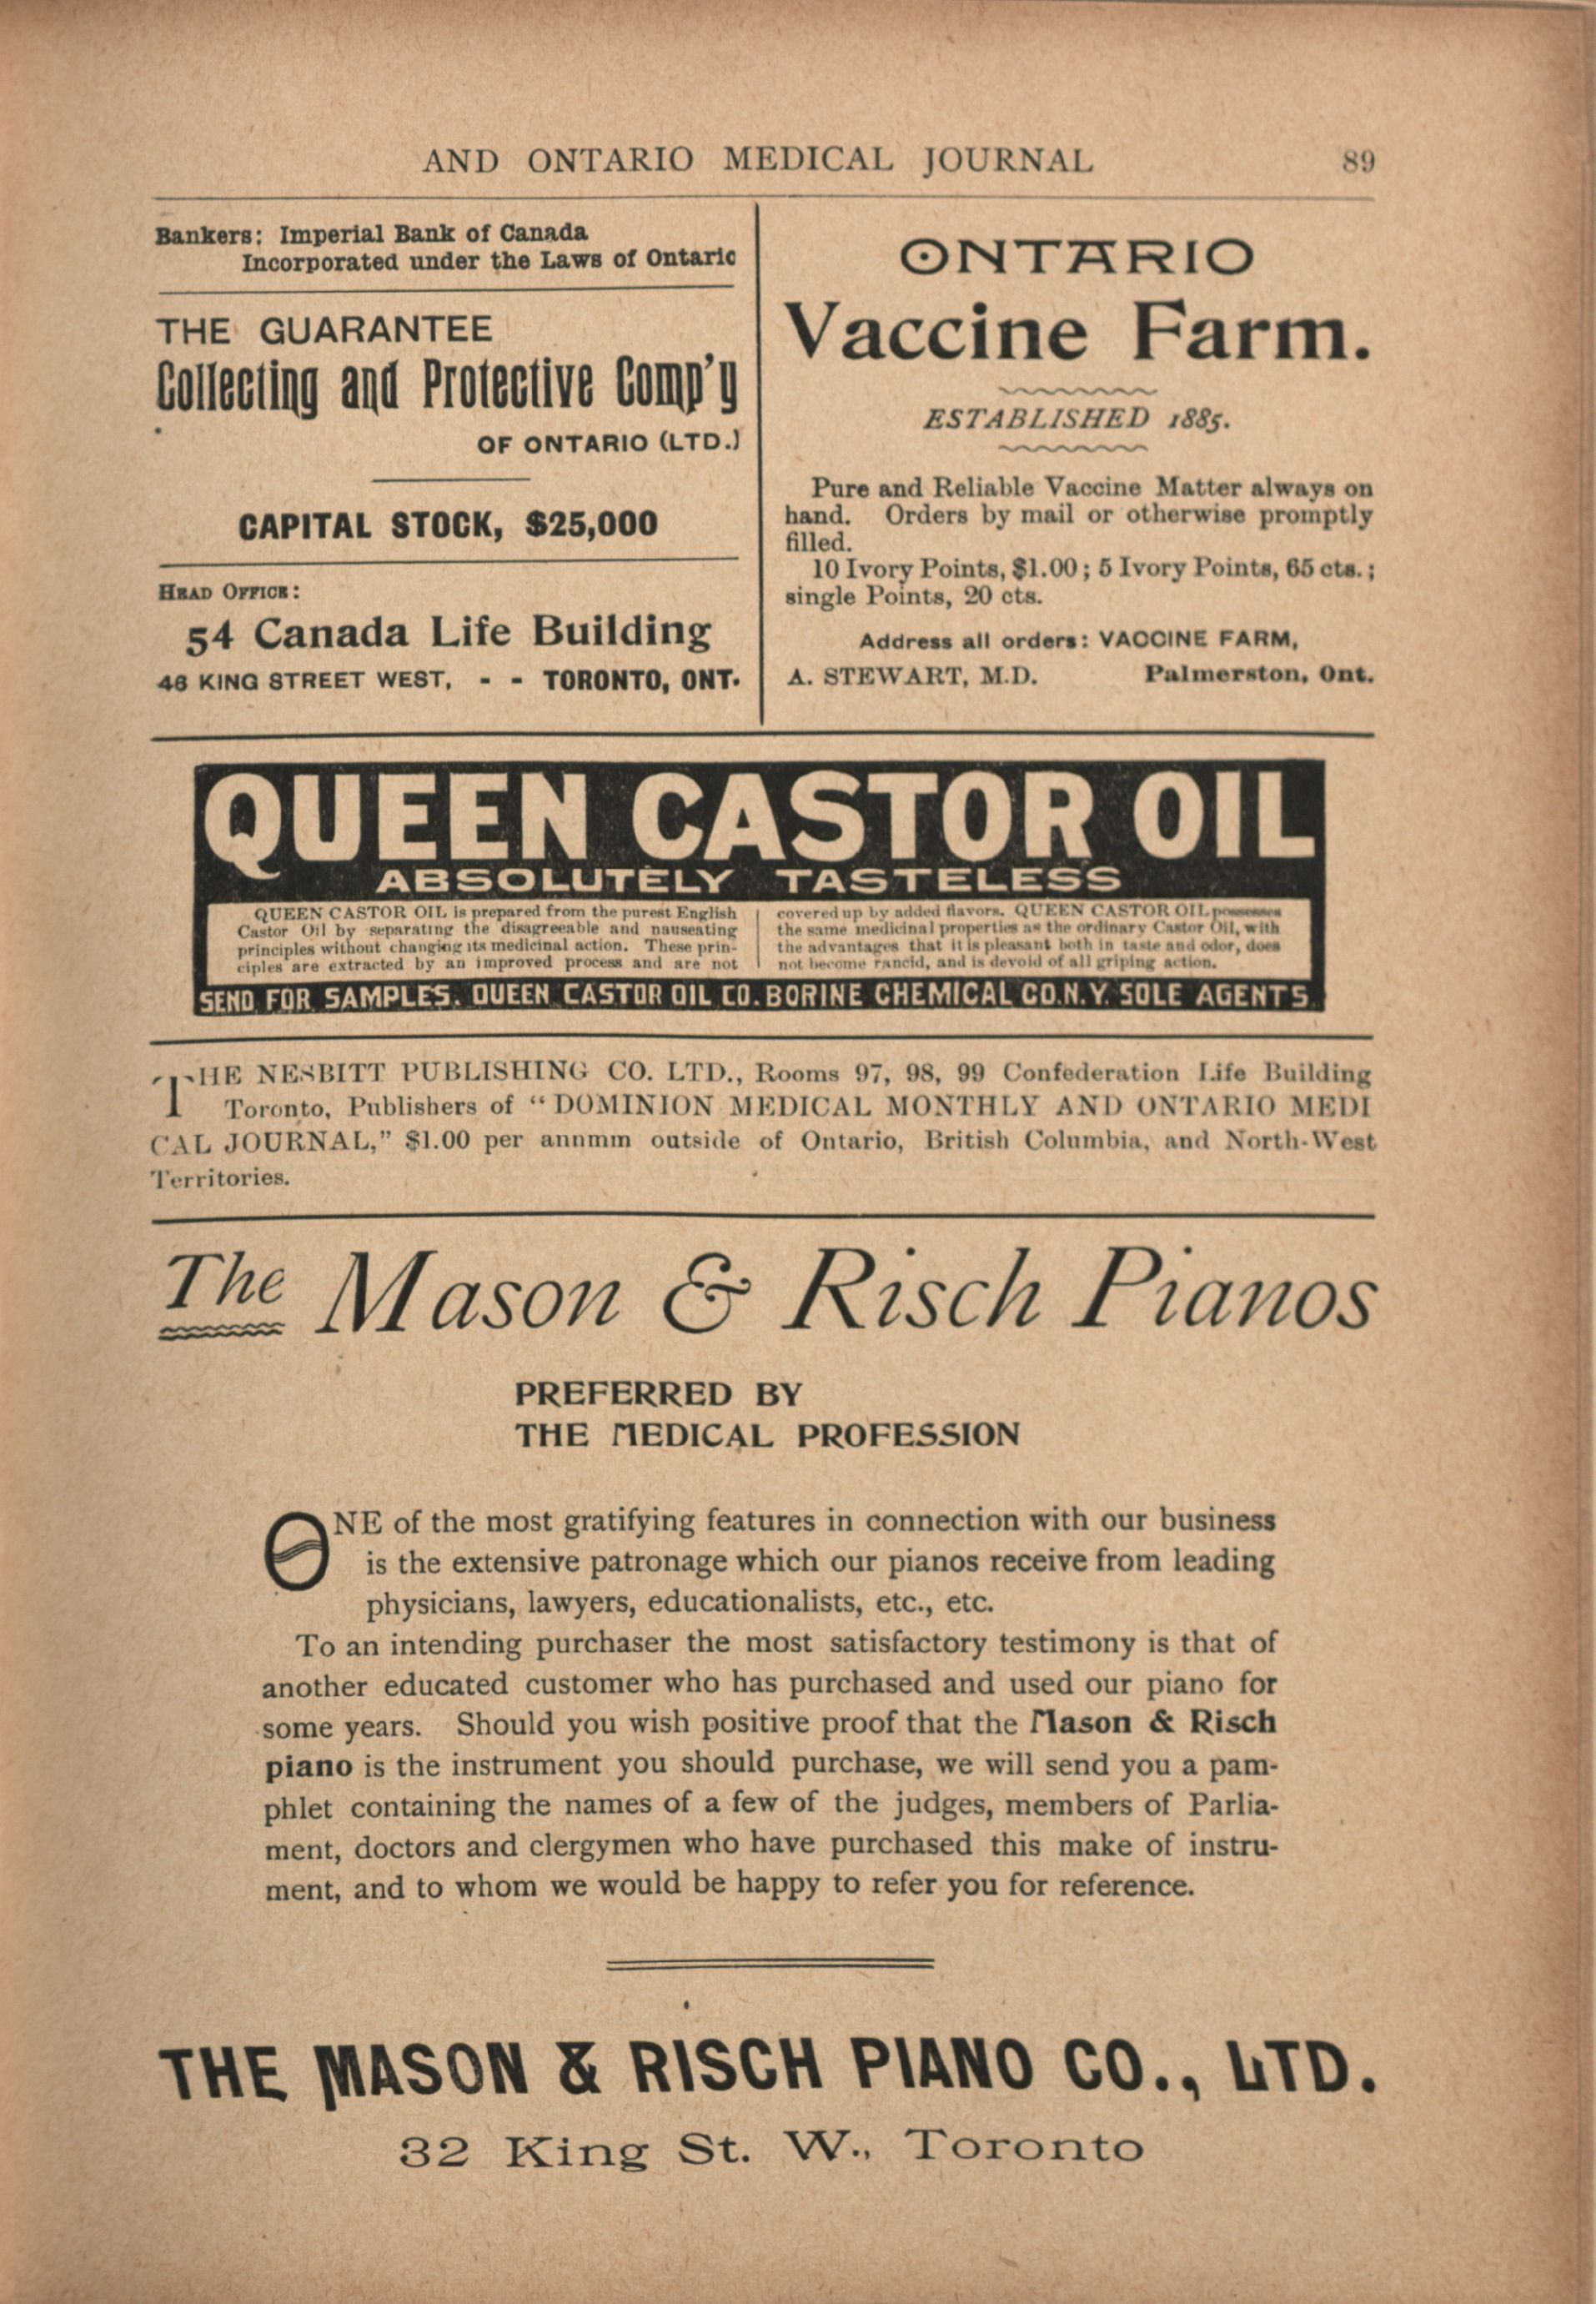 AND ONTARIO MEDICAL JOURNAL 89
Bankers: Imperial Bank of Canada
Incorporated under the Laws of Ontario
THE GUARANTEE
Collecting and Protective Comp'y
OF ONTARIO (LTD.)
CAPITAL STOCK, $25,000
HEAD OFFICE:
54 Canada Life Building
46 KING STREET WEST, - - TORONTO, ONT.
ONTARIO
Vaccine Farm.
ESTABLISHED 1885.
Pure and Reliable Vaccine Matter always on
hand. Orders by mail or otherwise promptly
filled.
10 Ivory Points, $1.00; 5 Ivory Points, 65 cts.;
single Points, 20 cts.
Address all orders: VACCINE FARM,
A. STEWART, M.D. Palmerston, Ont.
QUEEN CASTOR OIL
ABSOLUTELY TASTELESS
QUEEN CASTOR OIL is prepared from the purest English
Castor Oil by separating the disagreeable and nauseating
principles without changing its medicinal action. These prin-
ciples are extracted by an improved process and are not
covered up by added flavors. QUEEN CASTOR OIL possesses
the same medicinal properties as the ordinary Castor Oil, with
the advantages that it is pleasant both in taste and odor, does
not become rancid, and is devoid of all griping action.
SEND FOR SAMPLES. QUEEN CASTOR OIL CO. BORINE CHEMICAL CO. N.Y. SOLE AGENTS
THE NESBITT PUBLISHING CO. LTD., Rooms 97, 98, 99 Confederation Life Building
Toronto, Publishers of "DOMINION MEDICAL MONTHLY AND ONTARIO MEDI
CAL JOURNAL," $1.00 per annmm outside of Ontario, British Columbia, and North-West
Territories.
The Mason & Risch Pianos
PREFERRED BY
THE MEDICAL PROFESSION
ONE of the most gratifying features in connection with our business
is the extensive patronage which our pianos receive from leading
physicians, lawyers, educationalists, etc., etc.
To an intending purchaser the most satisfactory testimony is that of
another educated customer who has purchased and used our piano for
some years. Should you wish positive proof that the Mason & Risch
piano is the instrument you should purchase, we will send you a pam-
phlet containing the names of a few of the judges, members of Parlia-
ment, doctors and clergymen who have purchased this make of instru-
ment, and to whom we would be happy to refer you for reference.
THE MASON & RISCH PIANO CO., LTD.
32 King St. W., Toronto